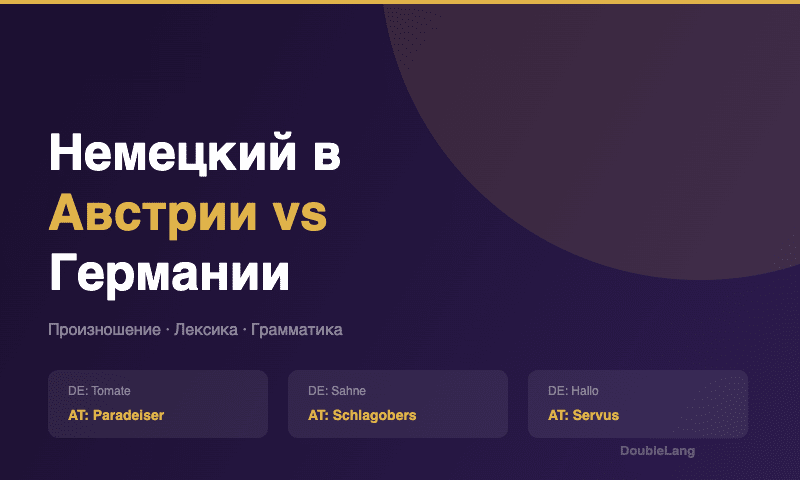 Немецкий в
Австрии vs
Германии
Произношение · Лексика · Грамматика
DE: Tomate
AT: Paradeiser
DE: Sahne
AT: Schlagobers
DE: Hallo
AT: Servus
DoubleLang